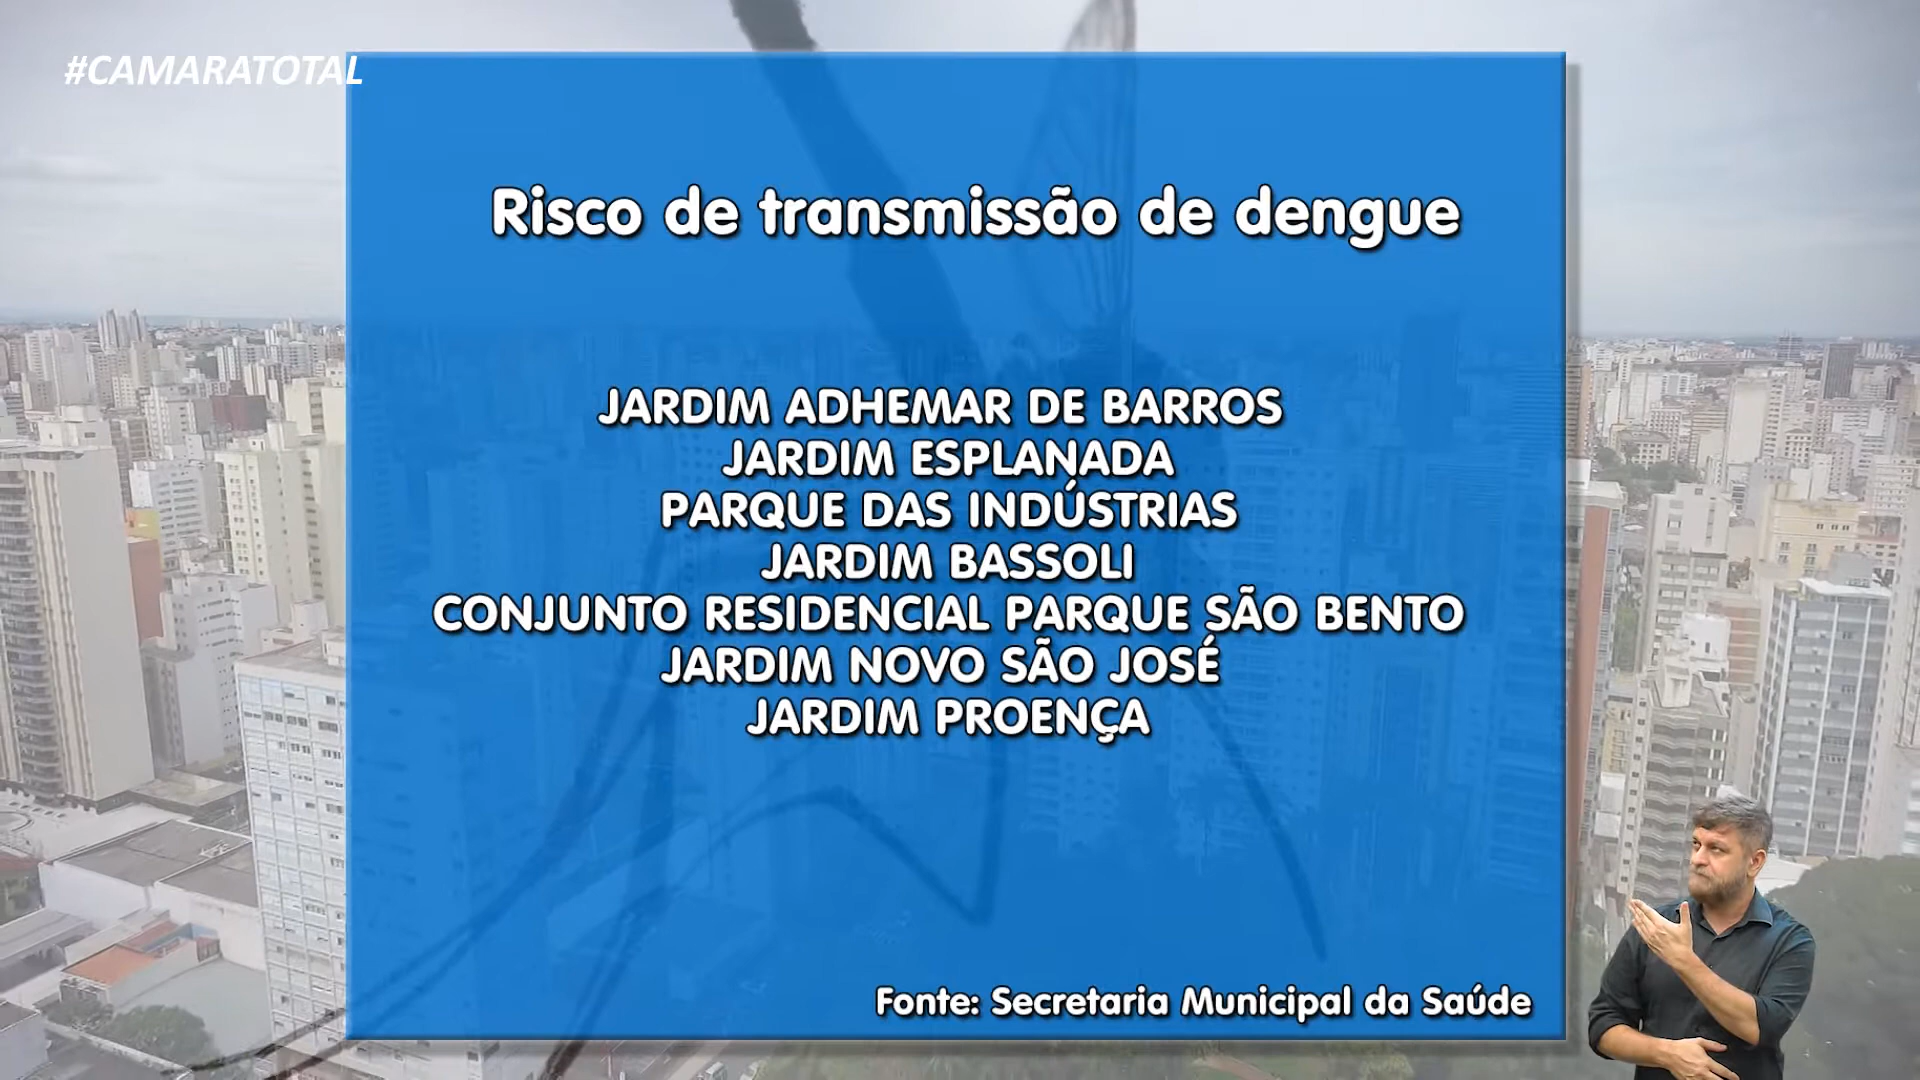 #CAMARATOTAL
Risco de transmissão de dengue
JARDIM ADHEMAR DE BARROS
JARDIM ESPLANADA
PARQUE DAS INDÚSTRIAS
JARDIM BASSOLI
CONJUNTO RESIDENCIAL PARQUE SÃO BENTO
JARDIM NOVO SÃO JOSÉ
JARDIM PROENÇA
Fonte: Secretaria Municipal da Saúde